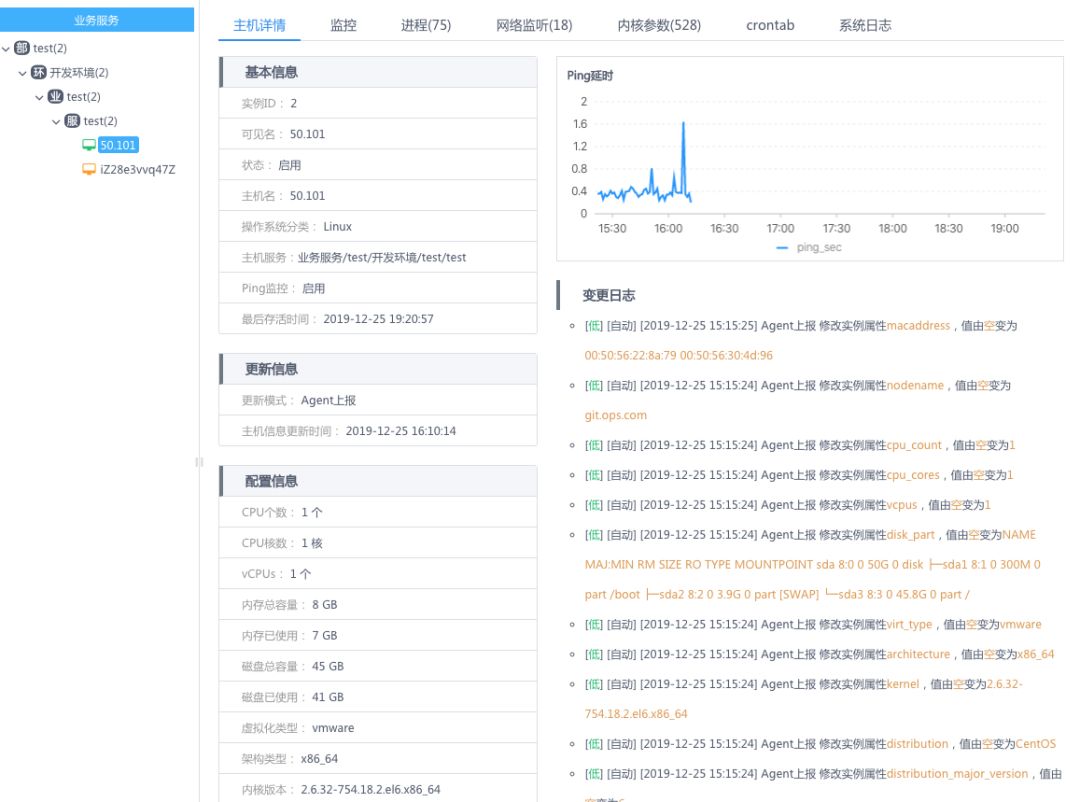 业务服务
部 test(2)
环 开发环境(2)
业 test(2)
服 test(2)
50.101
iZ28e3vvq47Z
主机详情 监控 进程(75) 网络监听(18) 内核参数(528) crontab 系统日志
基本信息
实例ID： 2
可见名： 50.101
状态： 启用
主机名： 50.101
操作系统分类： Linux
主机服务：业务服务/test/开发环境/test/test
Ping监控： 启用
最后存活时间： 2019-12-25 19:20:57
更新信息
更新模式： Agent上报
主机信息更新时间： 2019-12-25 16:10:14
配置信息
CPU个数： 1 个
CPU核数： 1 核
vCPUs： 1 个
内存总容量： 8 GB
内存已使用： 7 GB
磁盘总容量： 45 GB
磁盘已使用： 41 GB
虚拟化类型： vmware
架构类型： x86_64
内核版本： 2.6.32-754.18.2.el6.x86_64
Ping延时
2
1.6
1.2
0.8
0.4
0
15:30 16:00 16:30 17:00 17:30 18:00 18:30 19:00
ping_sec
变更日志
[低] [自动] [2019-12-25 15:15:25] Agent上报 修改实例属性macaddress，值由空变为
00:50:56:22:8a:79 00:50:56:30:4d:96
[低] [自动] [2019-12-25 15:15:24] Agent上报 修改实例属性nodename，值由空变为
git.ops.com
[低] [自动] [2019-12-25 15:15:24] Agent上报 修改实例属性cpu_count，值由空变为1
[低] [自动] [2019-12-25 15:15:24] Agent上报 修改实例属性cpu_cores，值由空变为1
[低] [自动] [2019-12-25 15:15:24] Agent上报 修改实例属性vcpus，值由空变为1
[低] [自动] [2019-12-25 15:15:24] Agent上报 修改实例属性disk_part，值由空变为NAME
MAJ:MIN RM SIZE RO TYPE MOUNTPOINT sda 8:0 0 50G 0 disk ├─sda1 8:1 0 300M 0
part /boot ├─sda2 8:2 0 3.9G 0 part [SWAP] └─sda3 8:3 0 45.8G 0 part /
[低] [自动] [2019-12-25 15:15:24] Agent上报 修改实例属性virt_type，值由空变为vmware
[低] [自动] [2019-12-25 15:15:24] Agent上报 修改实例属性architecture，值由空变为x86_64
[低] [自动] [2019-12-25 15:15:24] Agent上报 修改实例属性kernel，值由空变为2.6.32-
754.18.2.el6.x86_64
[低] [自动] [2019-12-25 15:15:24] Agent上报 修改实例属性distribution，值由空变为CentOS
[低] [自动] [2019-12-25 15:15:24] Agent上报 修改实例属性distribution_major_version，值由
空变为6